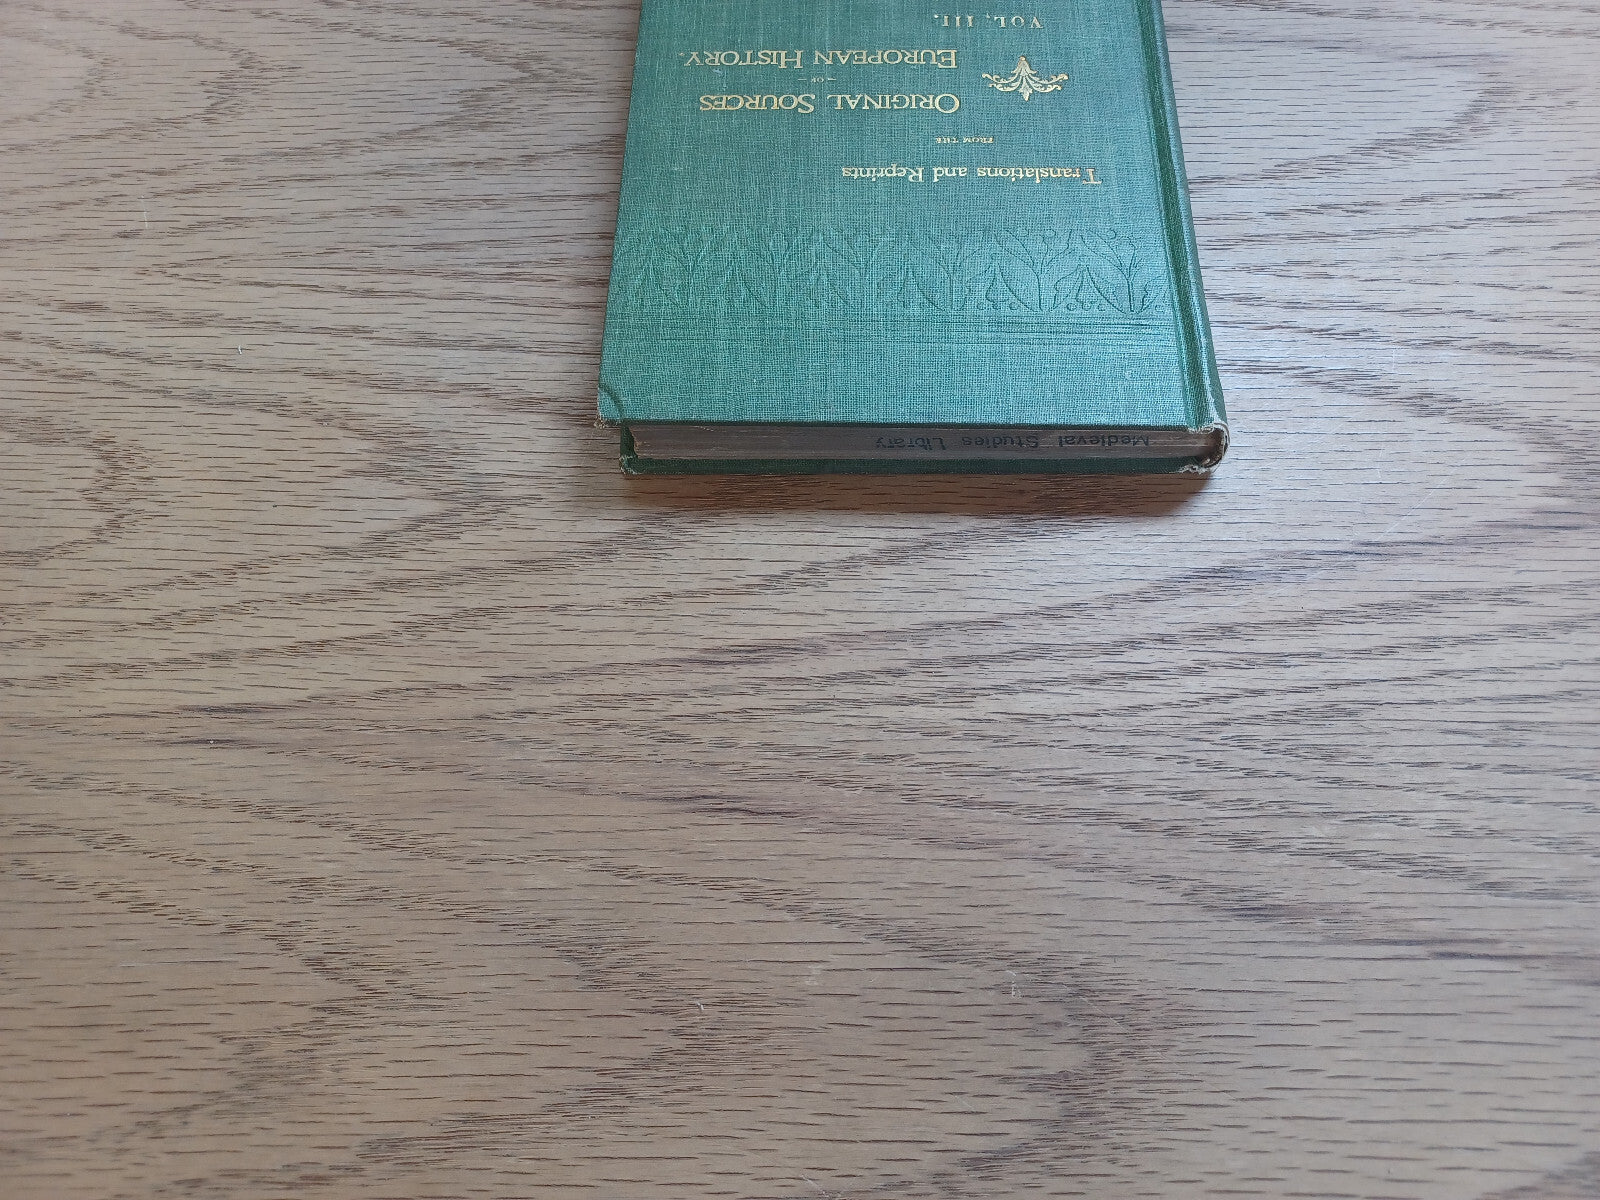 Translations and Reprints
FROM THE
ORIGINAL SOURCES
— OF —
EUROPEAN HISTORY.
VOL. III.
Medieval Studies Library